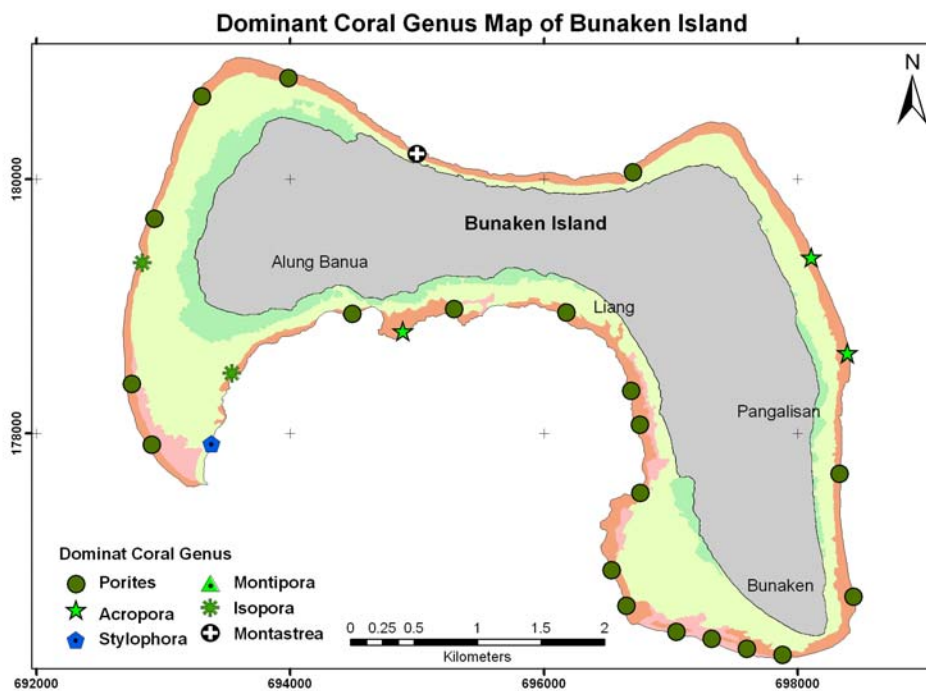 Dominant Coral Genus Map of Bunaken Island
N
180000
178000
Bunaken Island
Alung Banua
Liang
Pangalisan
Bunaken
Dominat Coral Genus
Porites
Acropora
Stylophora
Montipora
Isopora
Montastrea
0 0.25 0.5 1 1.5 2
Kilometers
692000 694000 696000 698000